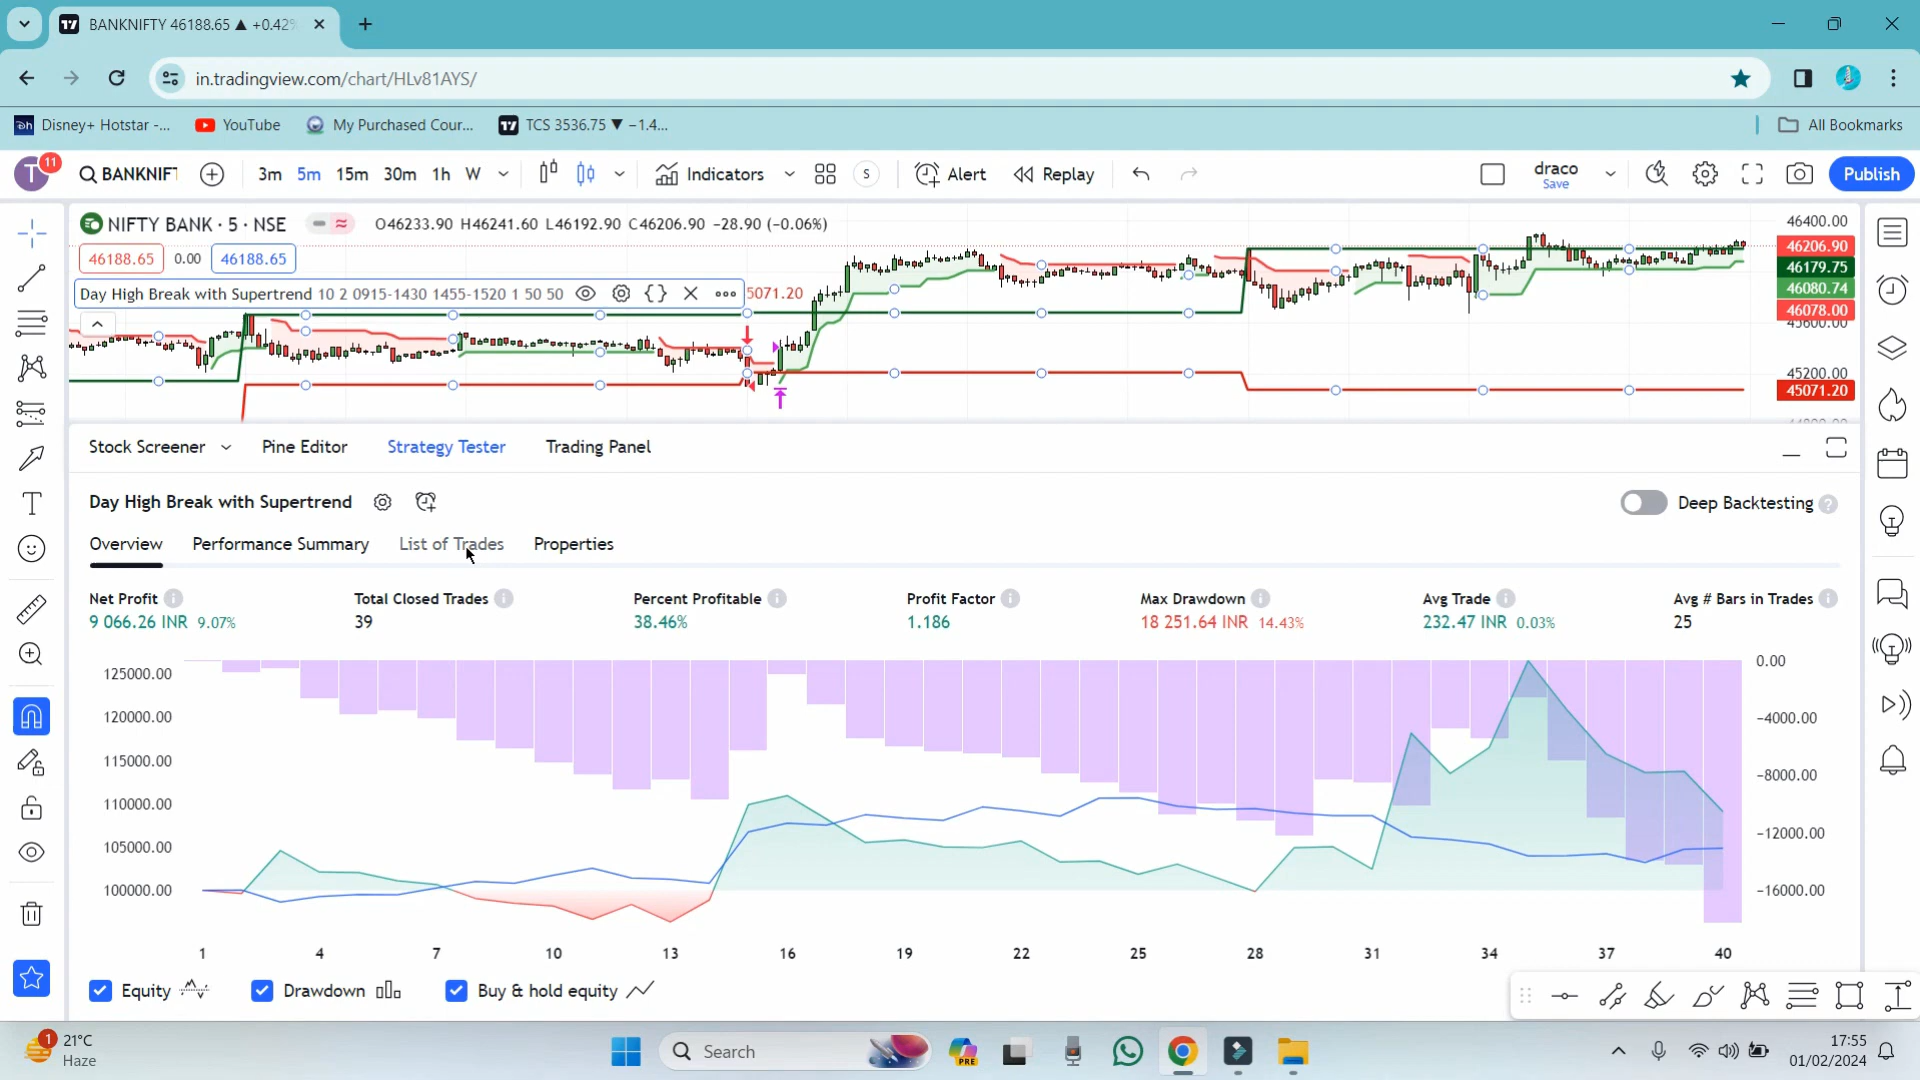 BANKNIFTY 46188.65 ▲ +0.42%
in.tradingview.com/chart/HLv81AYS/
Disney+ Hotstar -... YouTube My Purchased Cour... TCS 3536.75 ▼ −1.4... All Bookmarks
T 11 BANKNIF 3m 5m 15m 30m 1h W Indicators S Alert Replay draco Save Publish
NIFTY BANK · 5 · NSE O46233.90 H46241.60 L46192.90 C46206.90 −28.90 (−0.06%)
46188.65 0.00 46188.65
Day High Break with Supertrend 10 2 0915-1430 1455-1520 1 50 50 5071.20
46400.00
46206.90
46179.75
46080.74
46078.00
45600.00
45200.00
45071.20
Stock Screener Pine Editor Strategy Tester Trading Panel
Day High Break with Supertrend Deep Backtesting ?
Overview Performance Summary List of Trades Properties
Net Profit Total Closed Trades Percent Profitable Profit Factor Max Drawdown Avg Trade Avg # Bars in Trades
9 066.26 INR 9.07% 39 38.46% 1.186 18 251.64 INR 14.43% 232.47 INR 0.03% 25
125000.00 0.00
120000.00 −4000.00
115000.00 −8000.00
110000.00 −12000.00
105000.00
100000.00 −16000.00
1 4 7 10 13 16 19 22 25 28 31 34 37 40
Equity Drawdown Buy & hold equity
1 21°C
Haze
Search
PRE
17:55
01/02/2024